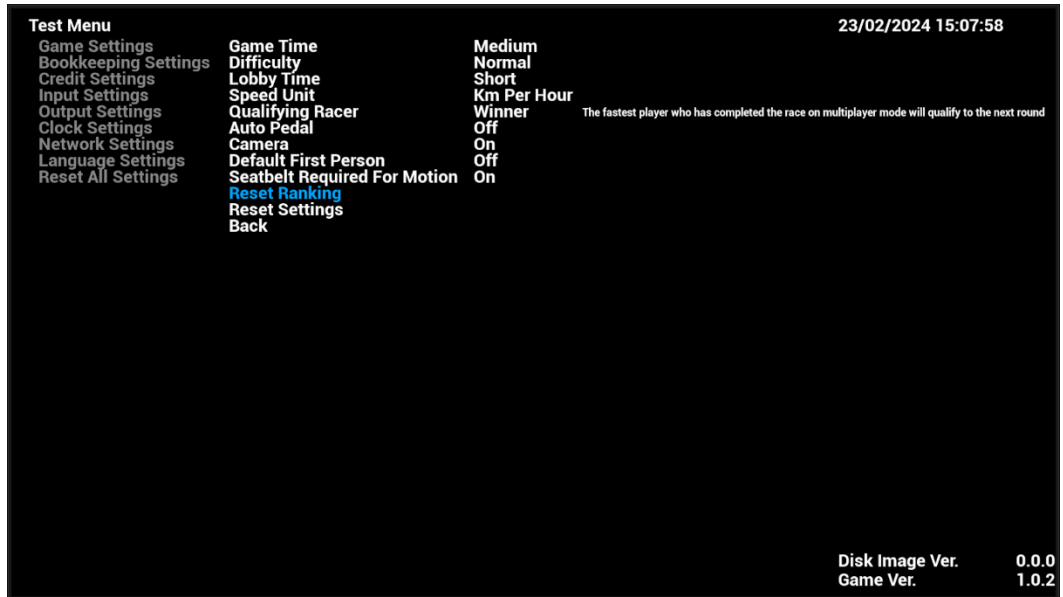 Test Menu 23/02/2024 15:07:58
Game Settings Game Time Medium
Bookkeeping Settings Difficulty Normal
Credit Settings Lobby Time Short
Input Settings Speed Unit Km Per Hour
Output Settings Qualifying Racer Winner The fastest player who has completed the race on multiplayer mode will qualify to the next round
Clock Settings Auto Pedal Off
Network Settings Camera On
Language Settings Default First Person Off
Reset All Settings Seatbelt Required For Motion On
Reset Ranking
Reset Settings
Back
Disk Image Ver. 0.0.0
Game Ver. 1.0.2